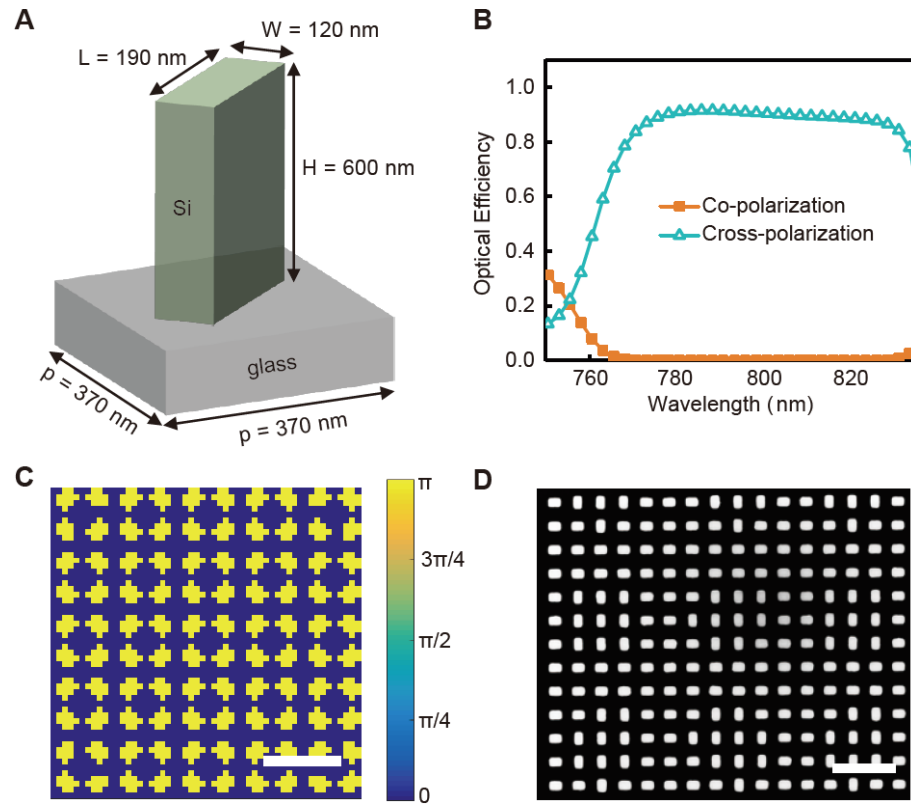 A
W = 120 nm
L = 190 nm
H = 600 nm
Si
glass
p = 370 nm
p = 370 nm
B
1.0
0.8
0.6
0.4
0.2
0.0
Optical Efficiency
Co-polarization
Cross-polarization
760
780
800
820
Wavelength (nm)
C
π
3π/4
π/2
π/4
0
D